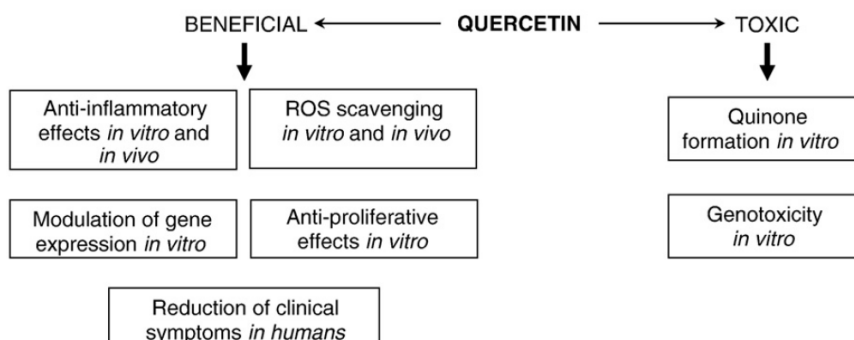 BENEFICIAL QUERCETIN TOXIC
Anti-inflammatory
effects in vitro and
in vivo
ROS scavenging
in vitro and in vivo
Quinone
formation in vitro
Modulation of gene
expression in vitro
Anti-proliferative
effects in vitro
Genotoxicity
in vitro
Reduction of clinical
symptoms in humans